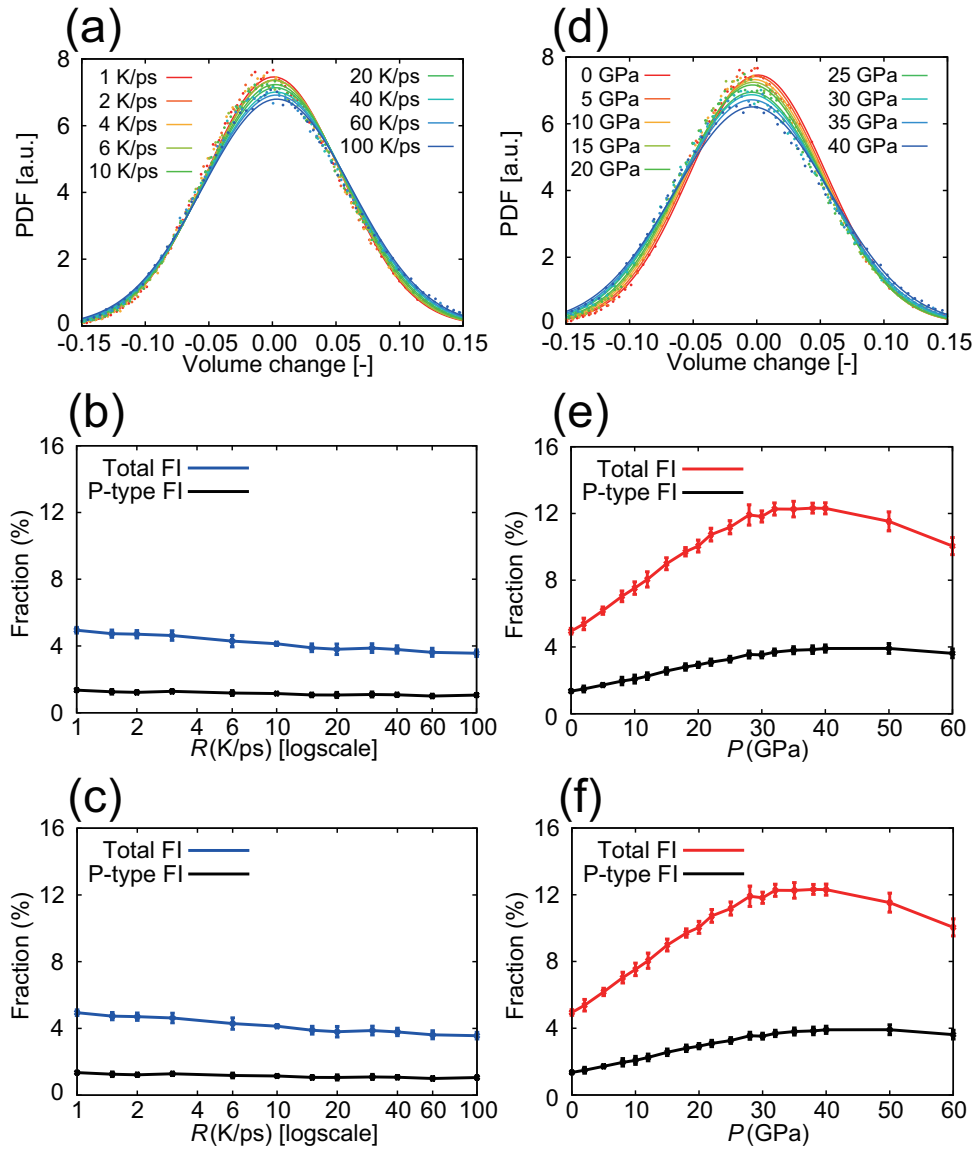 (a)
PDF [a.u.]
8
6
4
2
0
1 K/ps
2 K/ps
4 K/ps
6 K/ps
10 K/ps
20 K/ps
40 K/ps
60 K/ps
100 K/ps
-0.15 -0.10 -0.05 0.00 0.05 0.10 0.15
Volume change [-]
(d)
PDF [a.u.]
8
6
4
2
0
0 GPa
5 GPa
10 GPa
15 GPa
20 GPa
25 GPa
30 GPa
35 GPa
40 GPa
-0.15 -0.10 -0.05 0.00 0.05 0.10 0.15
Volume change [-]
(b)
Fraction (%)
16
12
8
4
0
Total FI
P-type FI
1 2 4 6 10 20 40 60 100
R(K/ps) [logscale]
(e)
Fraction (%)
16
12
8
4
0
Total FI
P-type FI
0 10 20 30 40 50 60
P(GPa)
(c)
Fraction (%)
16
12
8
4
0
Total FI
P-type FI
1 2 4 6 10 20 40 60 100
R(K/ps) [logscale]
(f)
Fraction (%)
16
12
8
4
0
Total FI
P-type FI
0 10 20 30 40 50 60
P(GPa)